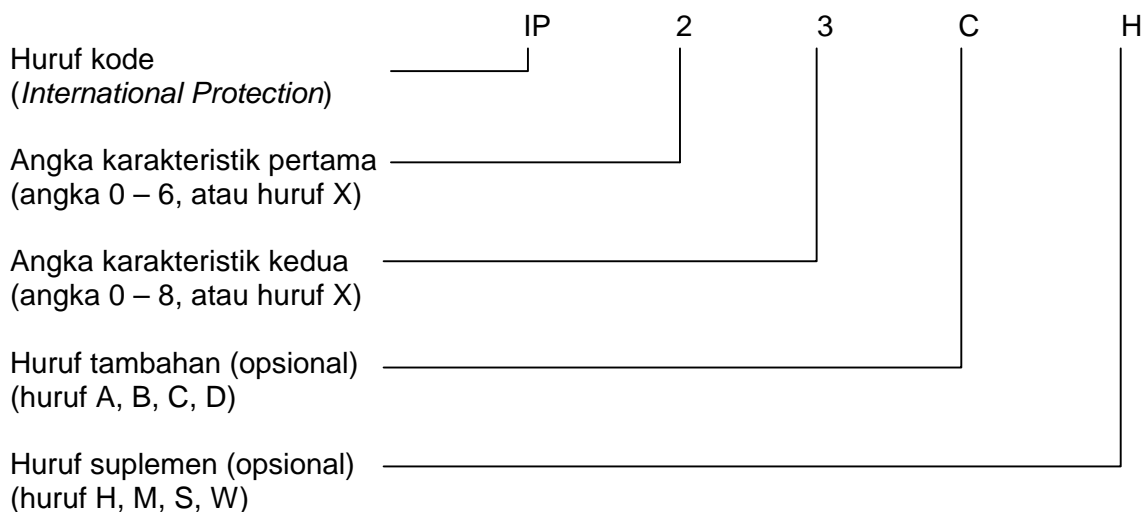 IP 2 3 C H
Huruf kode
(International Protection)
Angka karakteristik pertama
(angka 0 – 6, atau huruf X)
Angka karakteristik kedua
(angka 0 – 8, atau huruf X)
Huruf tambahan (opsional)
(huruf A, B, C, D)
Huruf suplemen (opsional)
(huruf H, M, S, W)